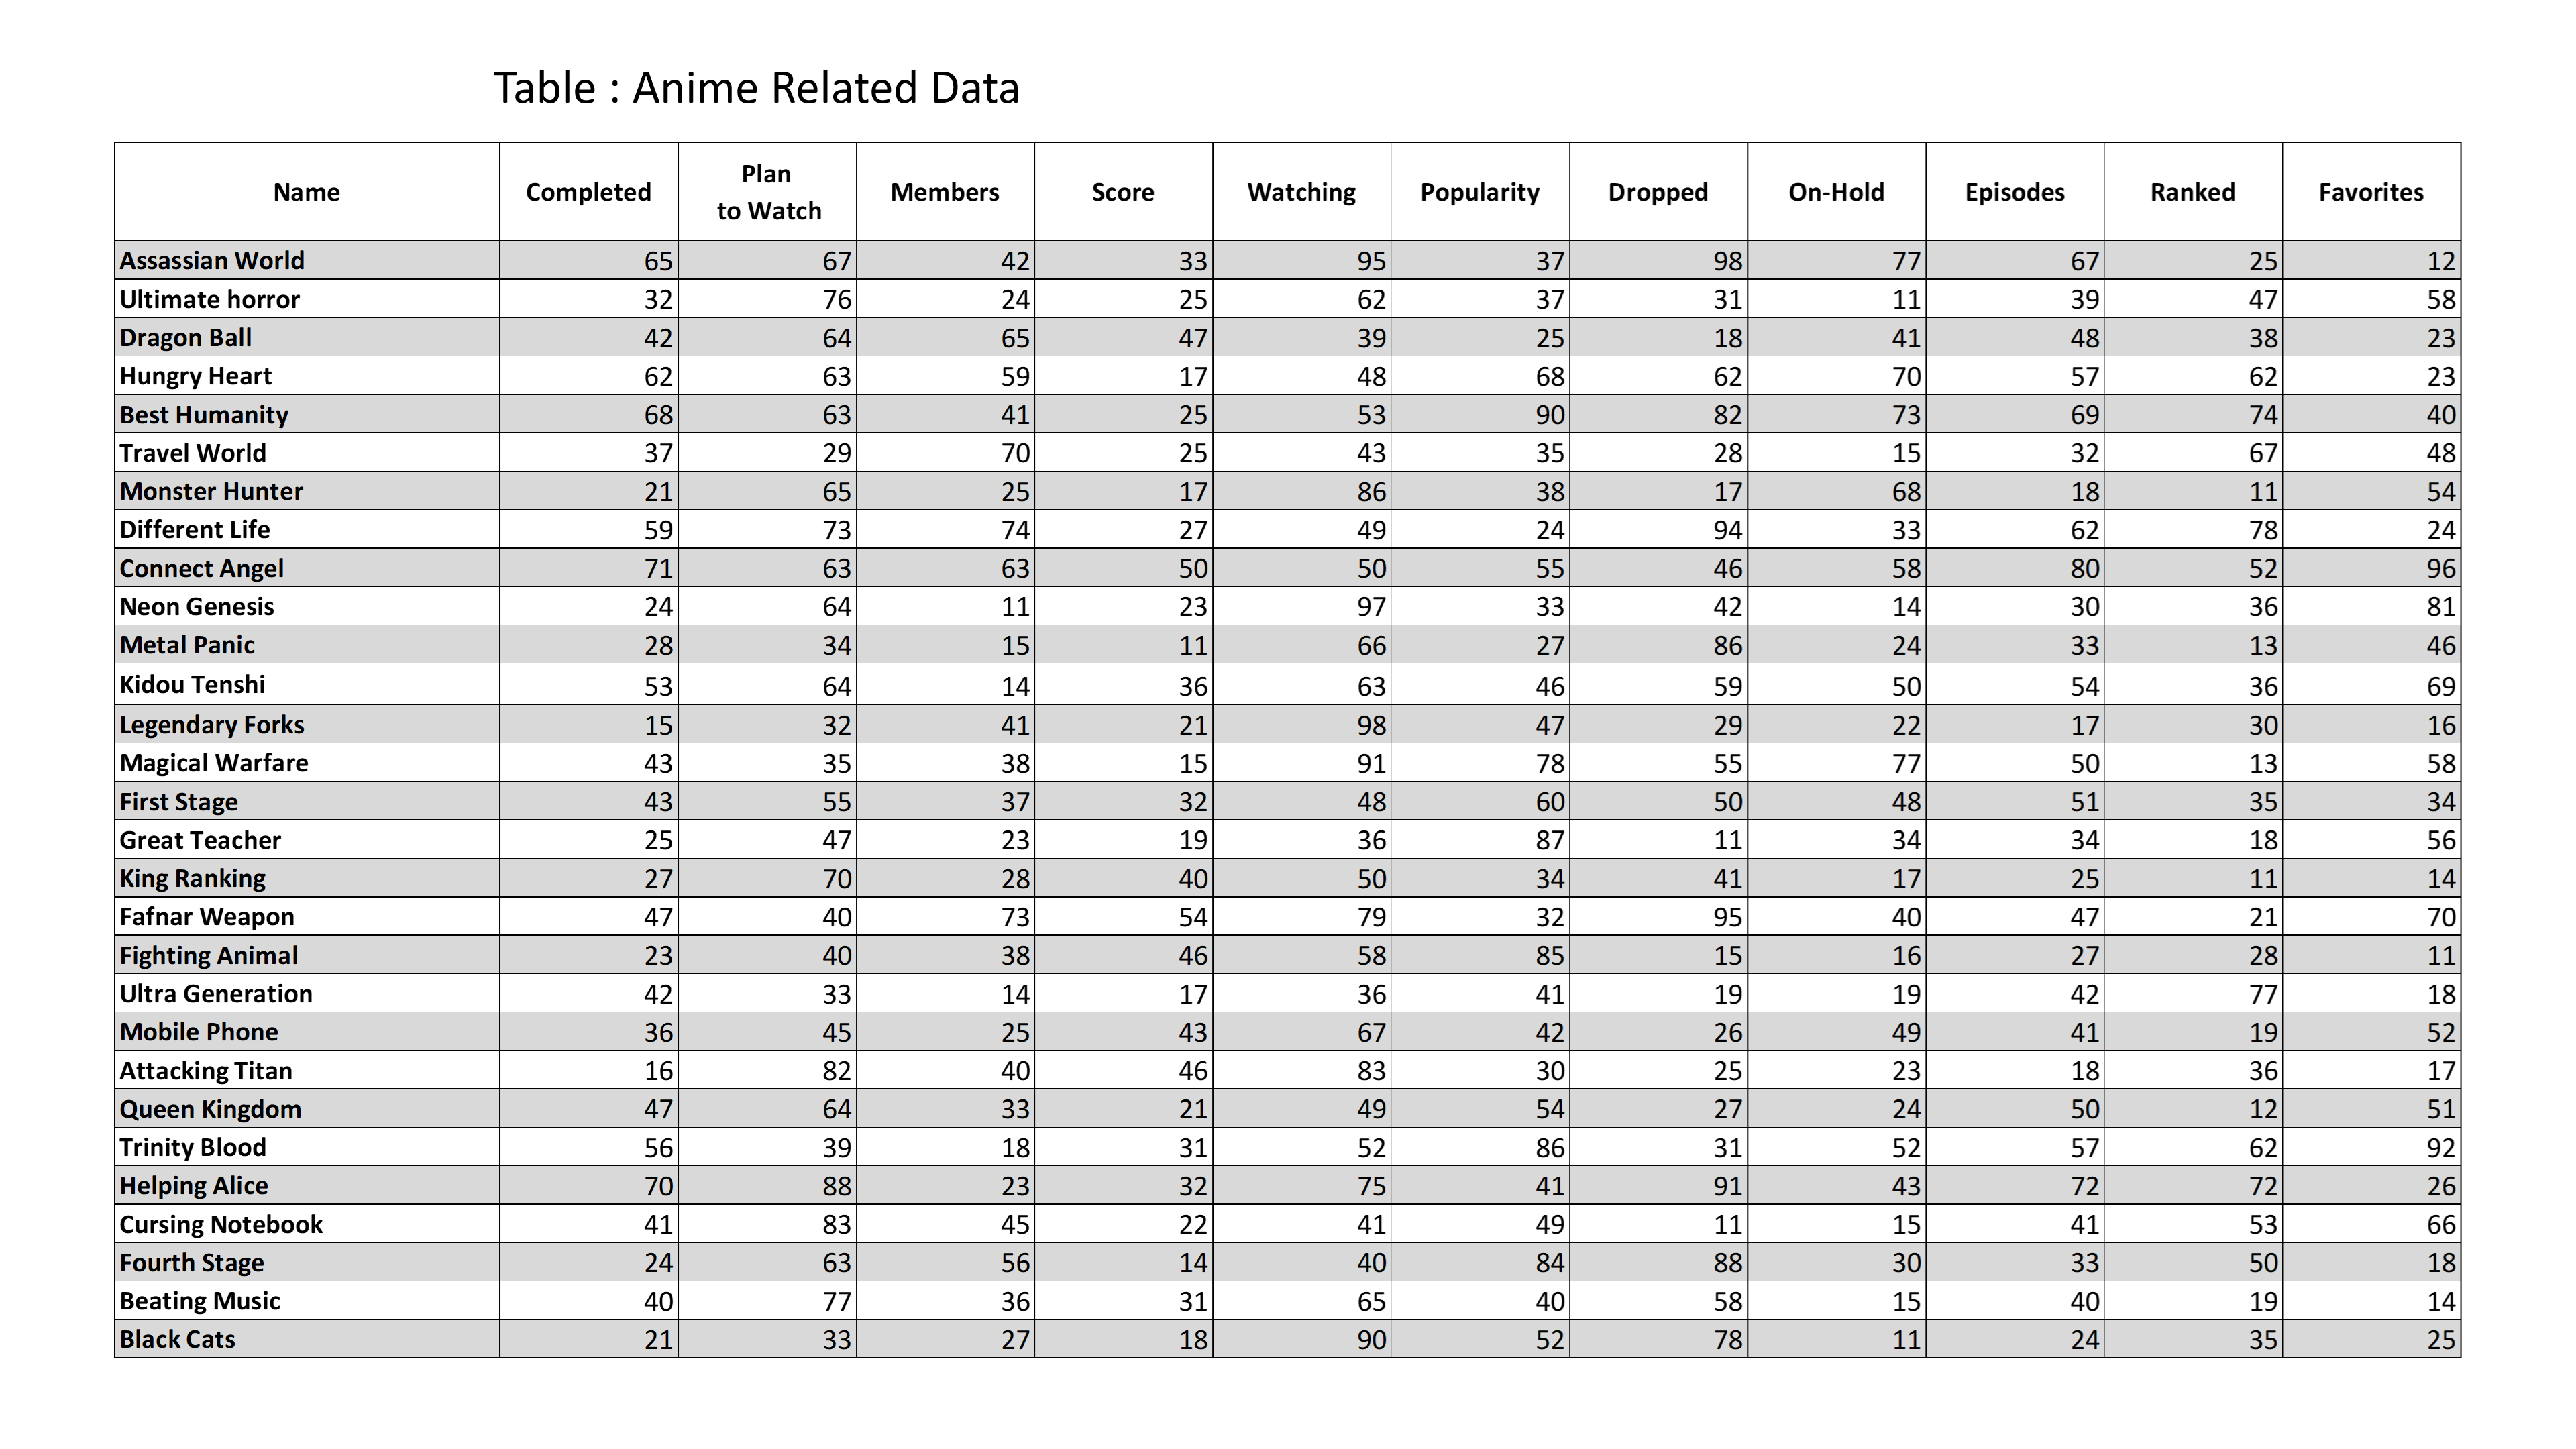 Table : Anime Related Data
Name Completed Plan to Watch Members Score Watching Popularity Dropped On-Hold Episodes Ranked Favorites
Assassian World 65 67 42 33 95 37 98 77 67 25 12
Ultimate horror 32 76 24 25 62 37 31 11 39 47 58
Dragon Ball 42 64 65 47 39 25 18 41 48 38 23
Hungry Heart 62 63 59 17 48 68 62 70 57 62 23
Best Humanity 68 63 41 25 53 90 82 73 69 74 40
Travel World 37 29 70 25 43 35 28 15 32 67 48
Monster Hunter 21 65 25 17 86 38 17 68 18 11 54
Different Life 59 73 74 27 49 24 94 33 62 78 24
Connect Angel 71 63 63 50 50 55 46 58 80 52 96
Neon Genesis 24 64 11 23 97 33 42 14 30 36 81
Metal Panic 28 34 15 11 66 27 86 24 33 13 46
Kidou Tenshi 53 64 14 36 63 46 59 50 54 36 69
Legendary Forks 15 32 41 21 98 47 29 22 17 30 16
Magical Warfare 43 35 38 15 91 78 55 77 50 13 58
First Stage 43 55 37 32 48 60 50 48 51 35 34
Great Teacher 25 47 23 19 36 87 11 34 34 18 56
King Ranking 27 70 28 40 50 34 41 17 25 11 14
Fafnar Weapon 47 40 73 54 79 32 95 40 47 21 70
Fighting Animal 23 40 38 46 58 85 15 16 27 28 11
Ultra Generation 42 33 14 17 36 41 19 19 42 77 18
Mobile Phone 36 45 25 43 67 42 26 49 41 19 52
Attacking Titan 16 82 40 46 83 30 25 23 18 36 17
Queen Kingdom 47 64 33 21 49 54 27 24 50 12 51
Trinity Blood 56 39 18 31 52 86 31 52 57 62 92
Helping Alice 70 88 23 32 75 41 91 43 72 72 26
Cursing Notebook 41 83 45 22 41 49 11 15 41 53 66
Fourth Stage 24 63 56 14 40 84 88 30 33 50 18
Beating Music 40 77 36 31 65 40 58 15 40 19 14
Black Cats 21 33 27 18 90 52 78 11 24 35 25